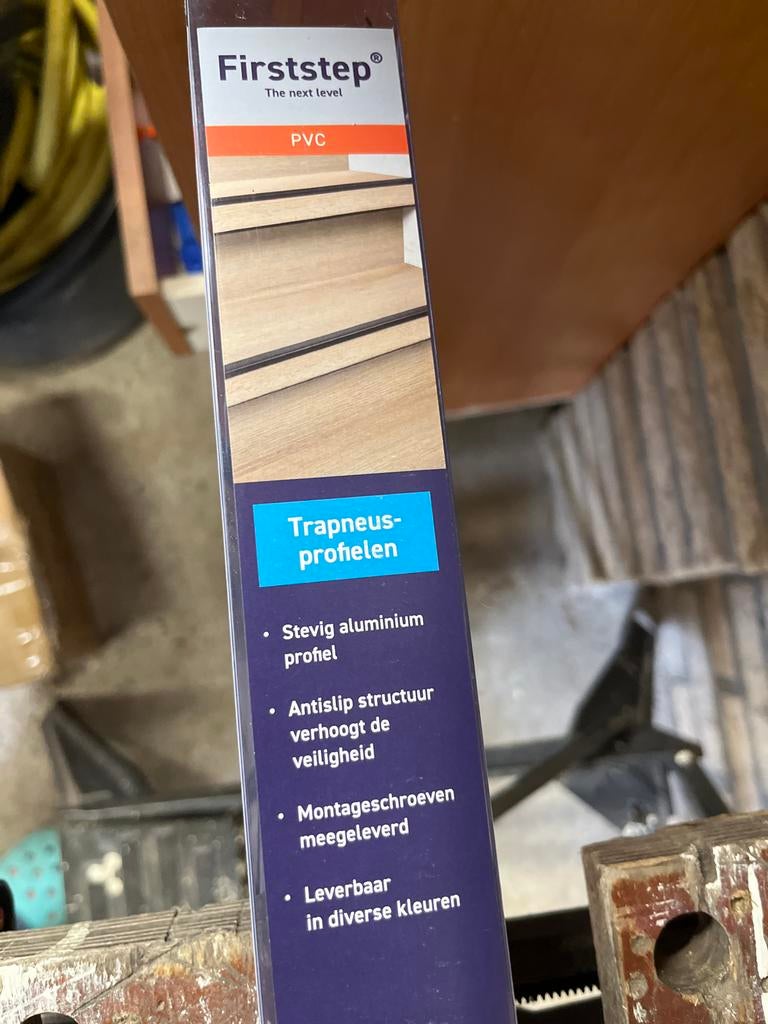 Firststep®
The next level
PVC
Trapneus-
profielen
• Stevig aluminium
profiel
• Antislip structuur
verhoogt de
veiligheid
• Montageschroeven
meegeleverd
• Leverbaar
in diverse kleuren